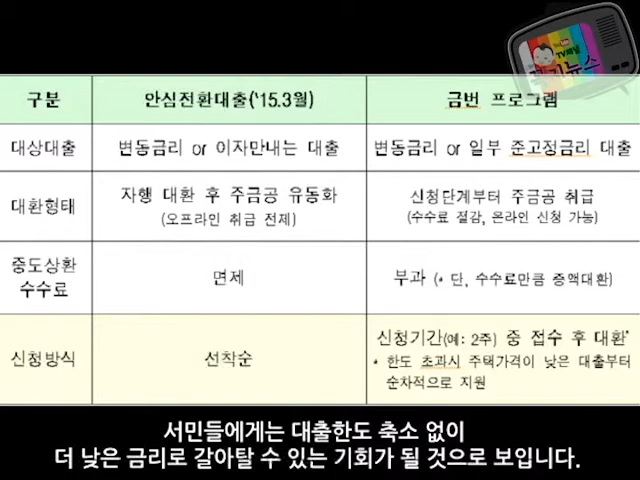 YouTube
TV채널
뉴스
구분
안심전환대출('15.3월)
금번 프로그램
대상대출
변동금리 or 이자만내는 대출
변동금리 or 일부 준고정금리 대출
대환형태
자행 대환 후 주금공 유동화
(오프라인 취급 전제)
신청단계부터 주금공 취급
(수수료 절감, 온라인 신청 가능)
중도상환
수수료
면제
부과 (* 단, 수수료만큼 증액대환)
신청방식
선착순
신청기간(예: 2주) 중 접수 후 대환*
* 한도 초과시 주택가격이 낮은 대출부터
순차적으로 지원
서민들에게는 대출한도 축소 없이
더 낮은 금리로 갈아탈 수 있는 기회가 될 것으로 보입니다.